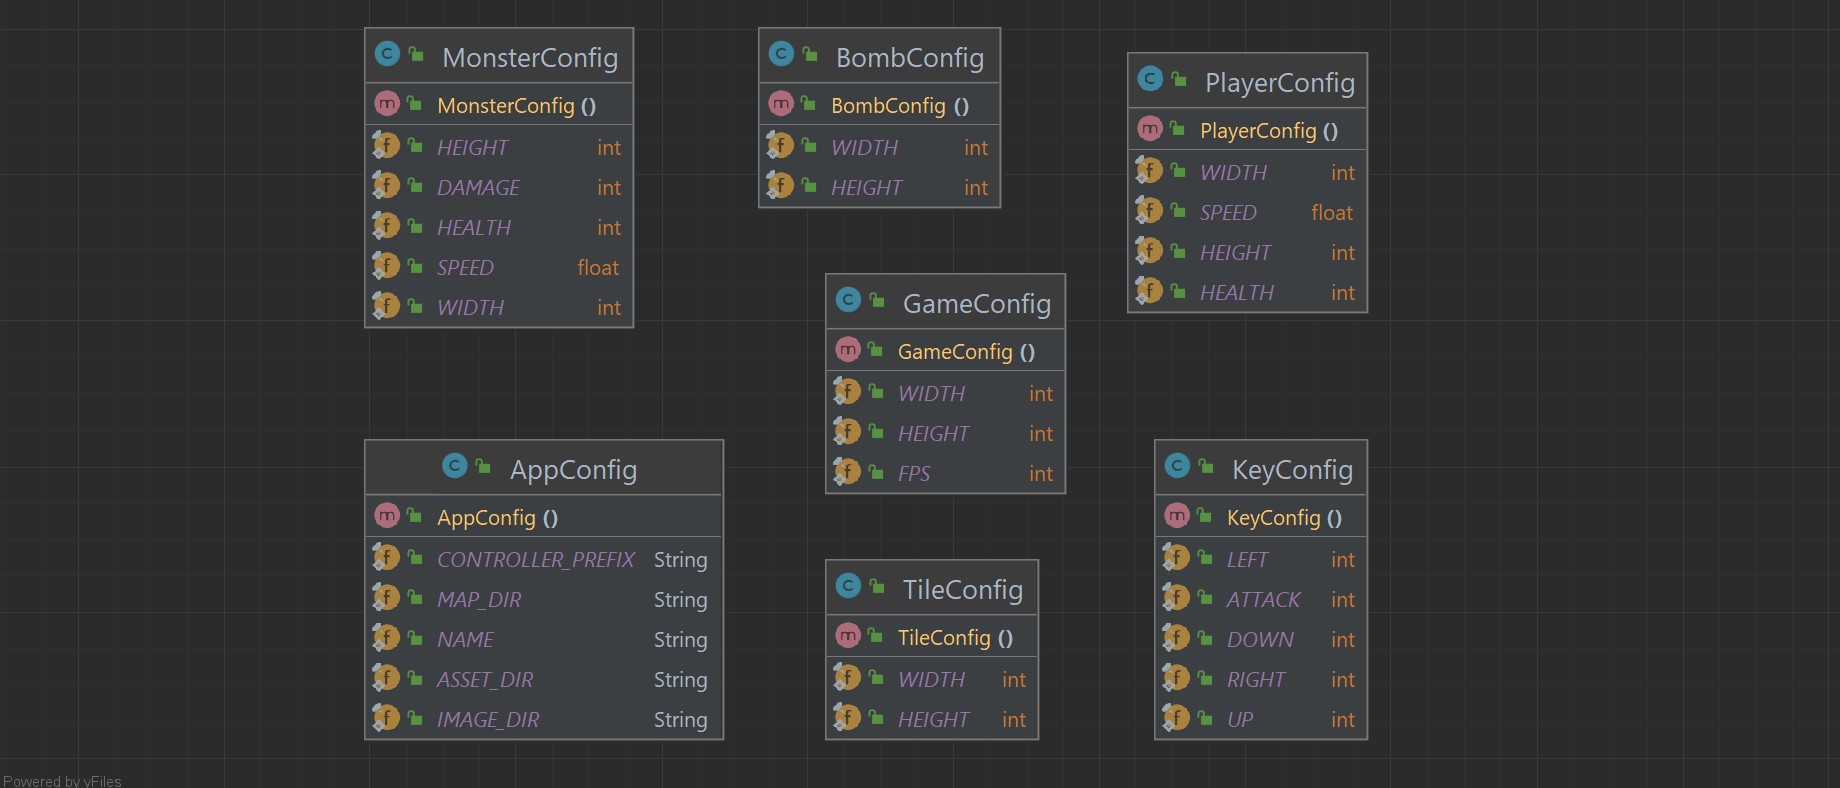 MonsterConfig
MonsterConfig ()
HEIGHT int
DAMAGE int
HEALTH int
SPEED float
WIDTH int
BombConfig
BombConfig ()
WIDTH int
HEIGHT int
PlayerConfig
PlayerConfig ()
WIDTH int
SPEED float
HEIGHT int
HEALTH int
GameConfig
GameConfig ()
WIDTH int
HEIGHT int
FPS int
AppConfig
AppConfig ()
CONTROLLER_PREFIX String
MAP_DIR String
NAME String
ASSET_DIR String
IMAGE_DIR String
TileConfig
TileConfig ()
WIDTH int
HEIGHT int
KeyConfig
KeyConfig ()
LEFT int
ATTACK int
DOWN int
RIGHT int
UP int
Powered by yFiles